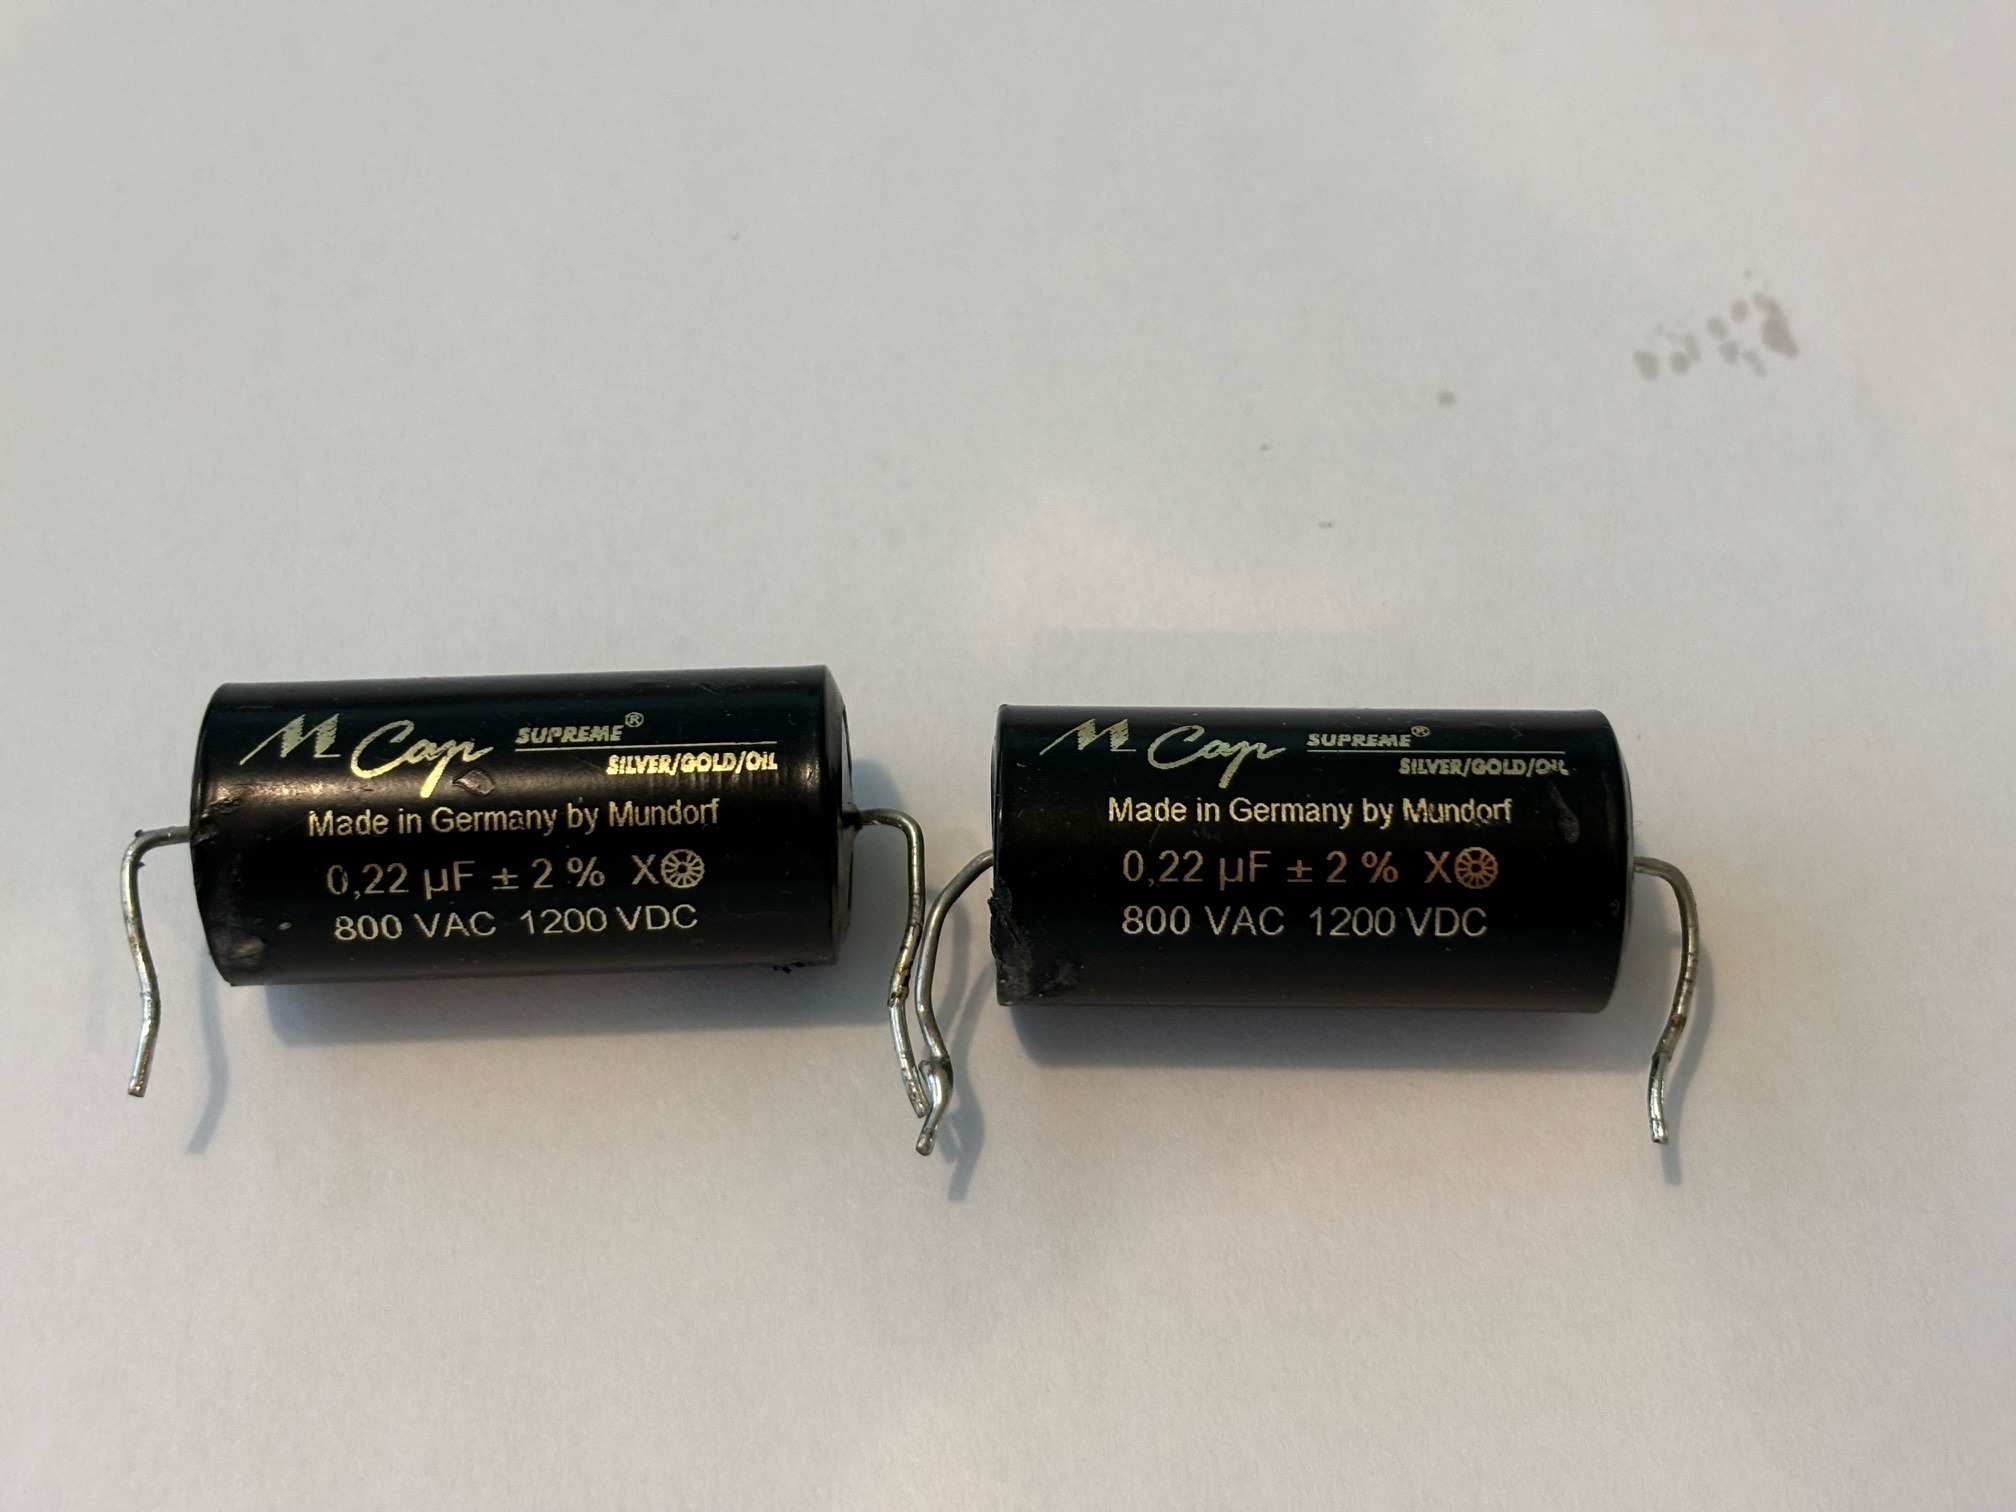 M Cap SUPREME®
SILVER/GOLD/OIL
Made in Germany by Mundorf
0,22 µF ± 2 % X
800 VAC 1200 VDC
M Cap SUPREME®
SILVER/GOLD/OIL
Made in Germany by Mundorf
0,22 µF ± 2 % X
800 VAC 1200 VDC